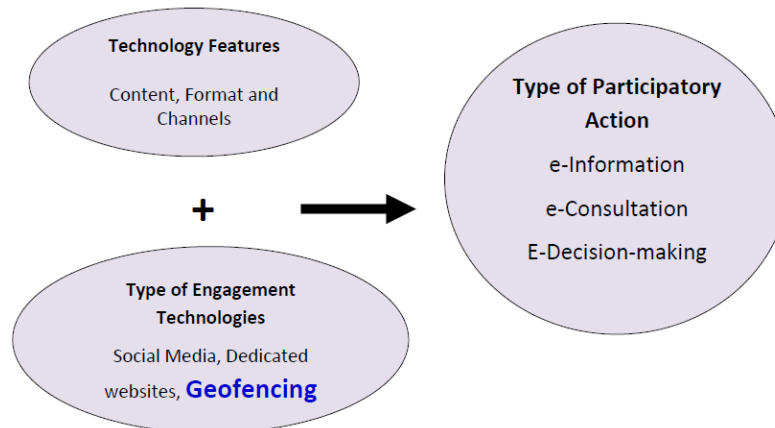 Technology Features
Content, Format and
Channels
+
Type of Engagement
Technologies
Social Media, Dedicated
websites, Geofencing
Type of Participatory
Action
e-Information
e-Consultation
E-Decision-making